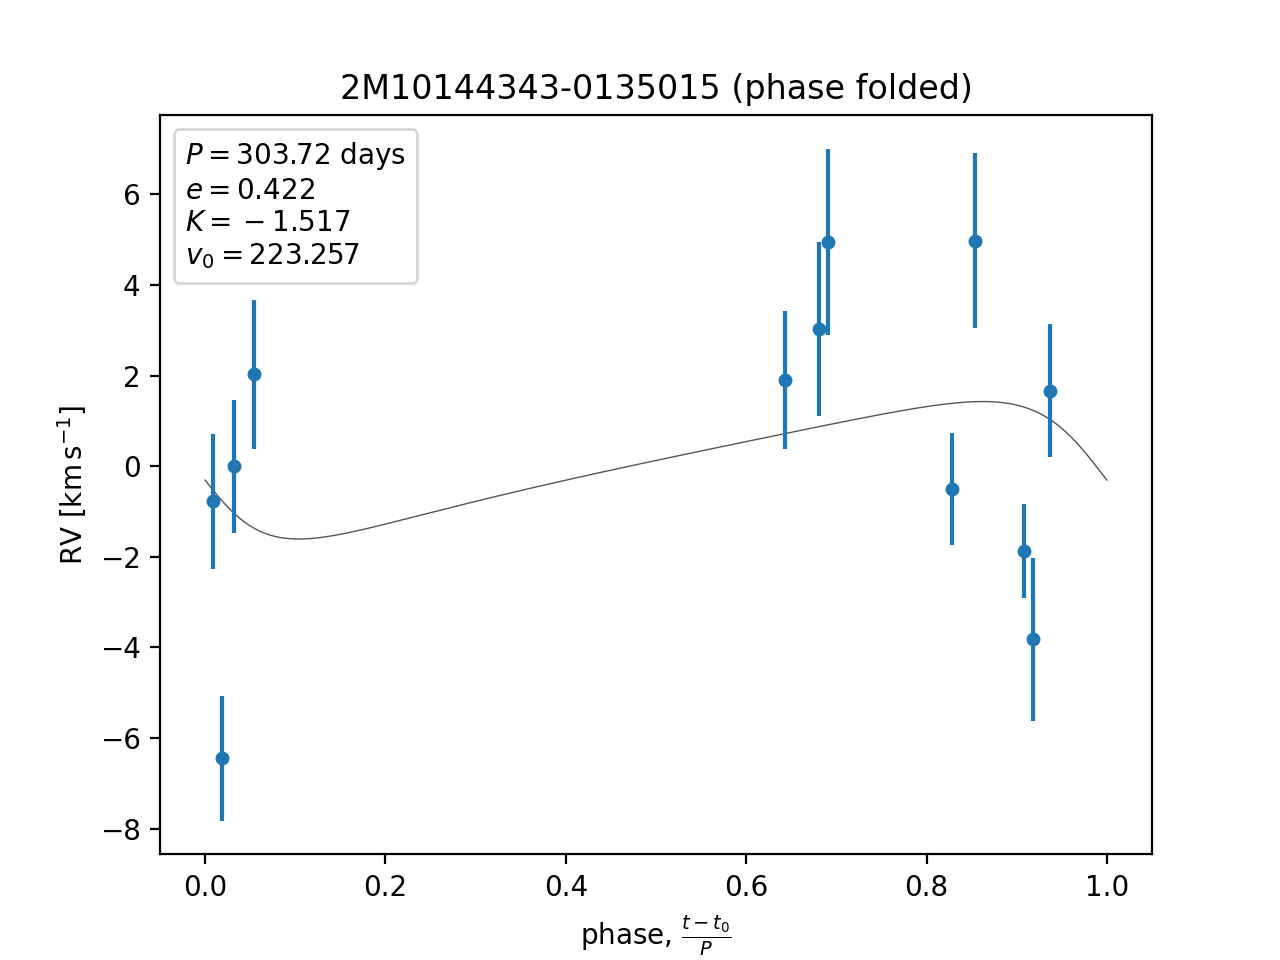 2M10144343-0135015 (phase folded)
P = 303.72 days
e = 0.422
K = −1.517
v₀ = 223.257
RV [km s⁻¹]
6
4
2
0
−2
−4
−6
−8
0.0 0.2 0.4 0.6 0.8 1.0
phase, (t − t₀)/P